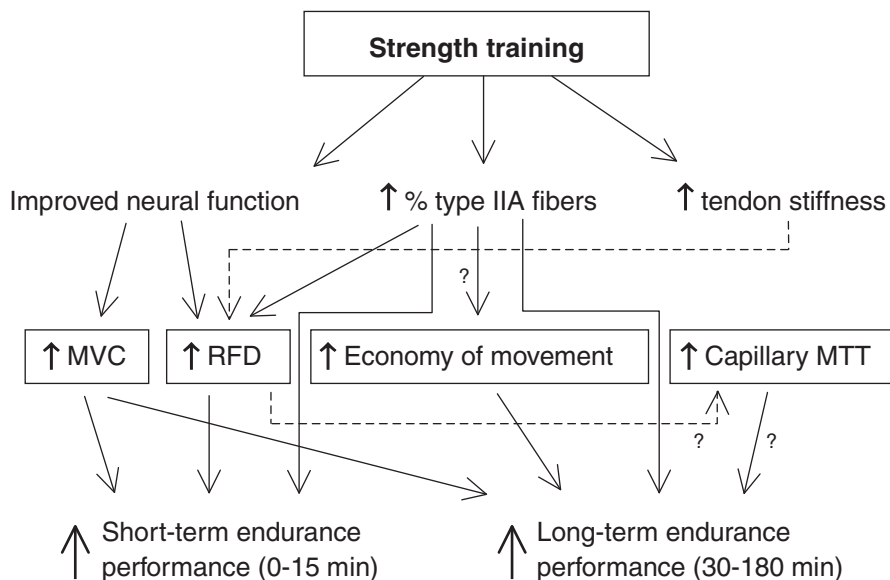 Strength training
Improved neural function
↑ % type IIA fibers
↑ tendon stiffness
?
↑ MVC
↑ RFD
↑ Economy of movement
↑ Capillary MTT
?
?
↑ Short-term endurance
performance (0-15 min)
↑ Long-term endurance
performance (30-180 min)